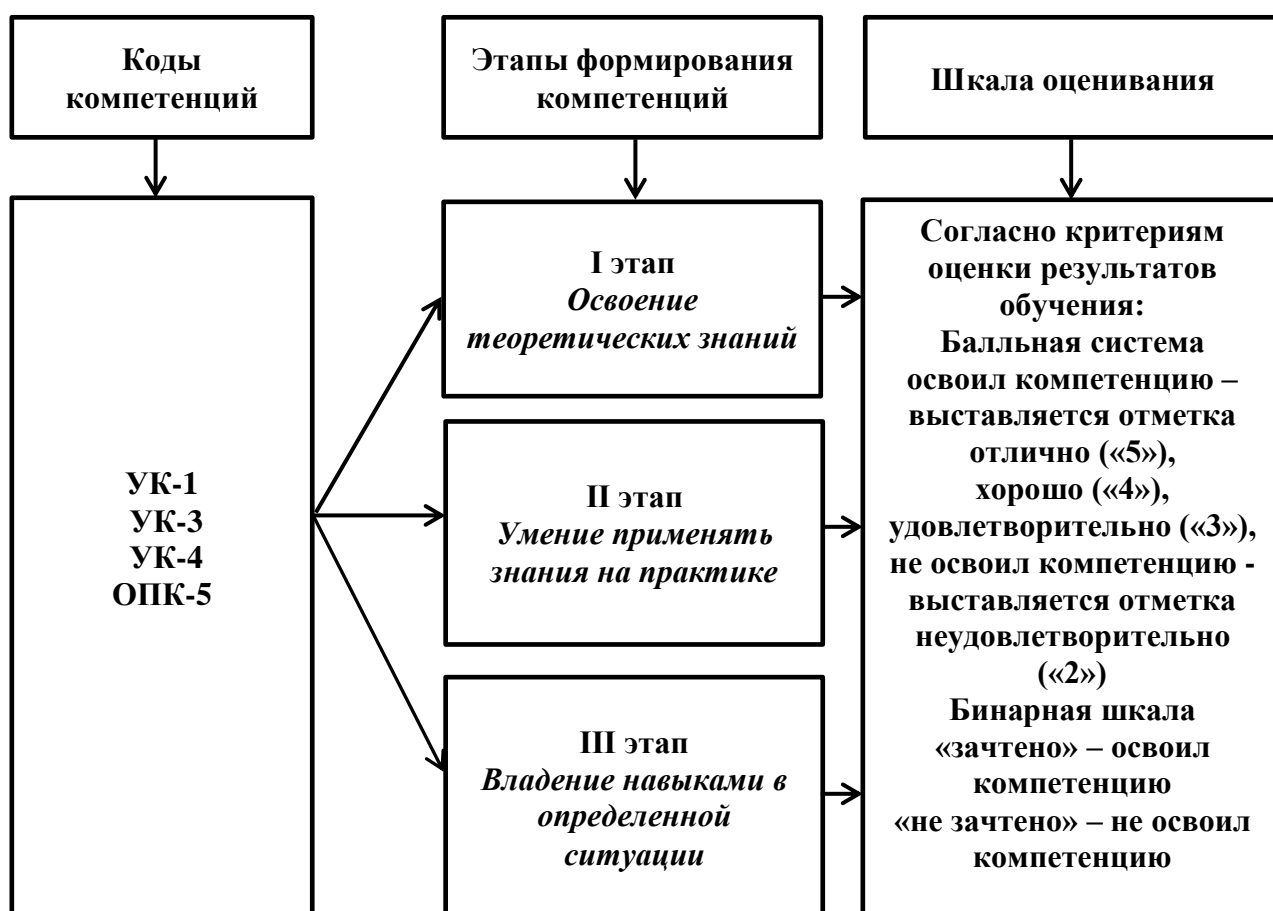 Коды
компетенций
Этапы формирования
компетенций
Шкала оценивания
УК-1
УК-3
УК-4
ОПК-5
I этап
Освоение
теоретических знаний
II этап
Умение применять
знания на практике
III этап
Владение навыками в
определенной
ситуации
Согласно критериям
оценки результатов
обучения:
Балльная система
освоил компетенцию –
выставляется отметка
отлично («5»),
хорошо («4»),
удовлетворительно («3»),
не освоил компетенцию -
выставляется отметка
неудовлетворительно
(«2»)
Бинарная шкала
«зачтено» – освоил
компетенцию
«не зачтено» – не освоил
компетенцию